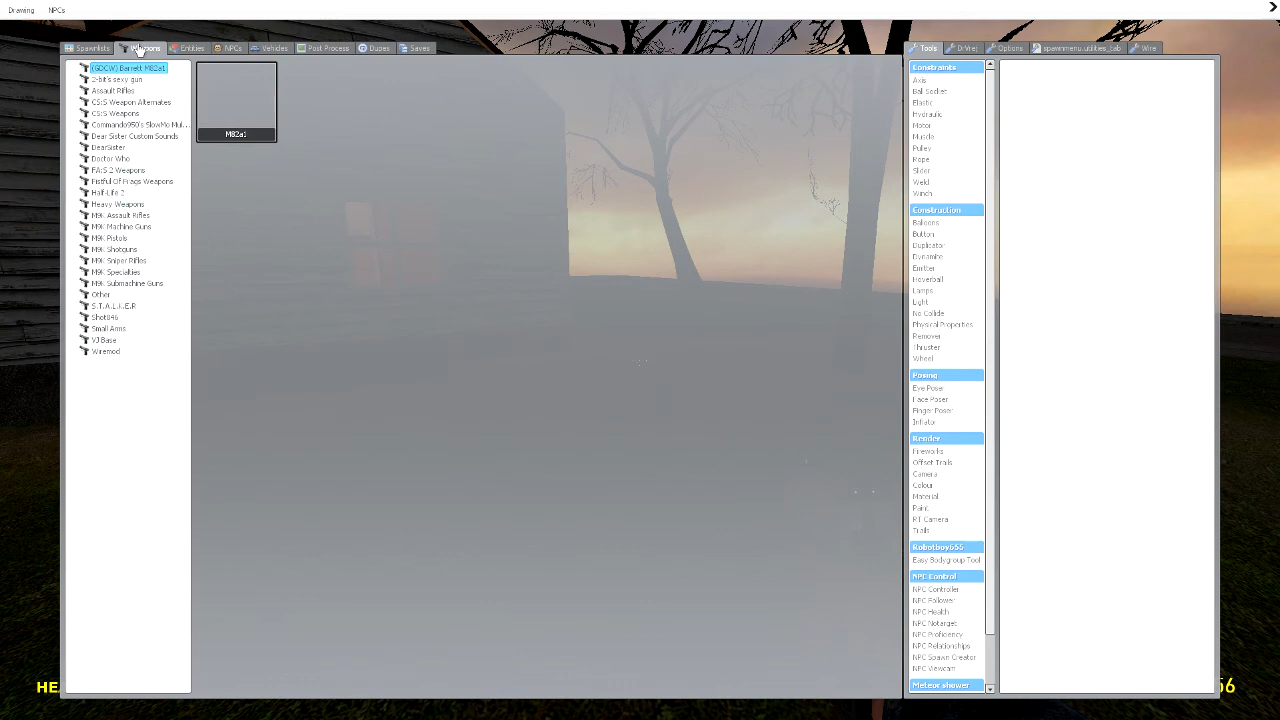 Drawing NPCs
Spawnlists Weapons Entities NPCs Vehicles Post Process Dupes Saves
Tools DrVrej Options spawnmenu.utilities_tab Wire
(GDCW) Barrett M82a1
2-bit's sexy gun
Assault Rifles
CS:S Weapon Alternates
CS:S Weapons
Commando950's SlowMo Mul...
Dear Sister Custom Sounds
DearSister
Doctor Who
FA:S 2 Weapons
Fistful Of Frags Weapons
Half-Life 2
Heavy Weapons
M9K Assault Rifles
M9K Machine Guns
M9K Pistols
M9K Shotguns
M9K Sniper Rifles
M9K Specialties
M9K Submachine Guns
Other
S.T.A.L.K.E.R
Shot846
Small Arms
VJ Base
Wiremod
M82a1
Constraints
Axis
Ball Socket
Elastic
Hydraulic
Motor
Muscle
Pulley
Rope
Slider
Weld
Winch
Construction
Balloons
Button
Duplicator
Dynamite
Emitter
Hoverball
Lamps
Light
No Collide
Physical Properties
Remover
Thruster
Wheel
Posing
Eye Poser
Face Poser
Finger Poser
Inflator
Render
Fireworks
Offset Trails
Camera
Colour
Material
Paint
RT Camera
Trails
Robotboy655
Easy Bodygroup Tool
NPC Control
NPC Controller
NPC Follower
NPC Health
NPC Notarget
NPC Proficiency
NPC Relationships
NPC Spawn Creator
NPC Viewcam
Meteor shower